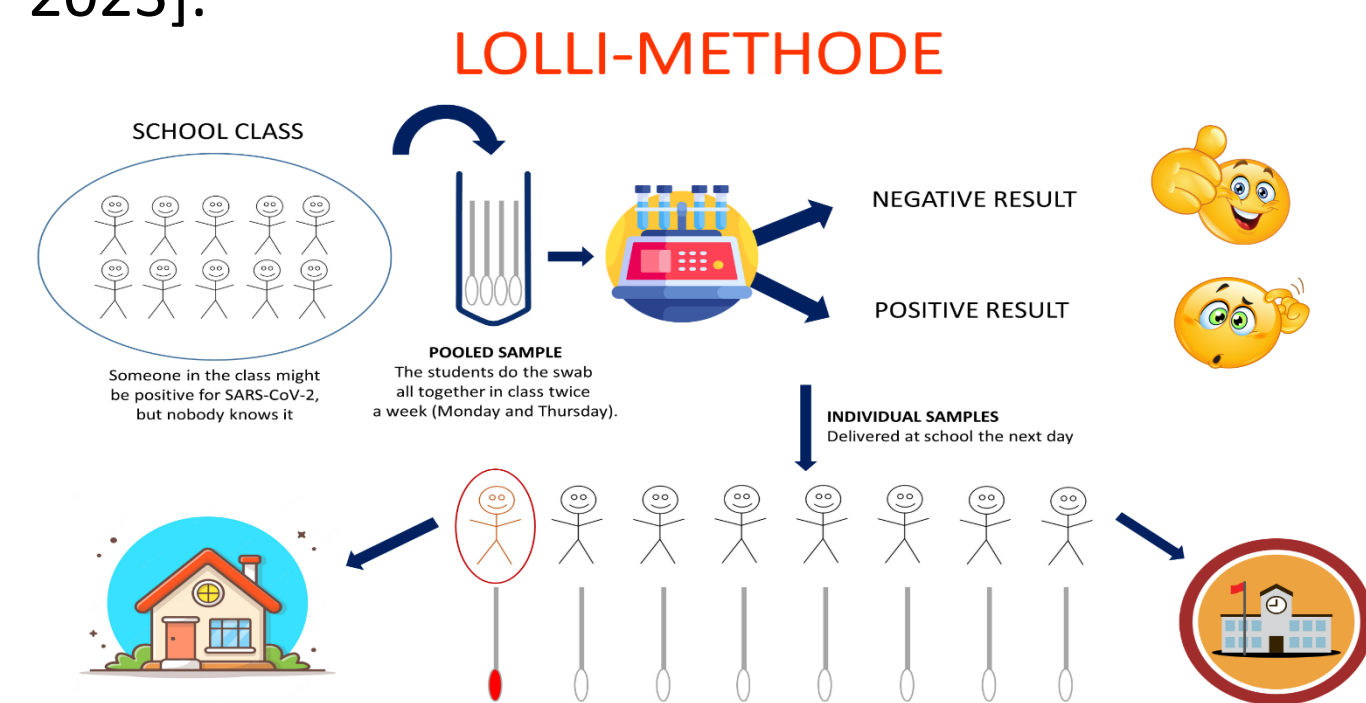 2023].
LOLLI-METHODE
SCHOOL CLASS
Someone in the class might
be positive for SARS-CoV-2,
but nobody knows it
POOLED SAMPLE
The students do the swab
all together in class twice
a week (Monday and Thursday).
NEGATIVE RESULT
POSITIVE RESULT
INDIVIDUAL SAMPLES
Delivered at school the next day